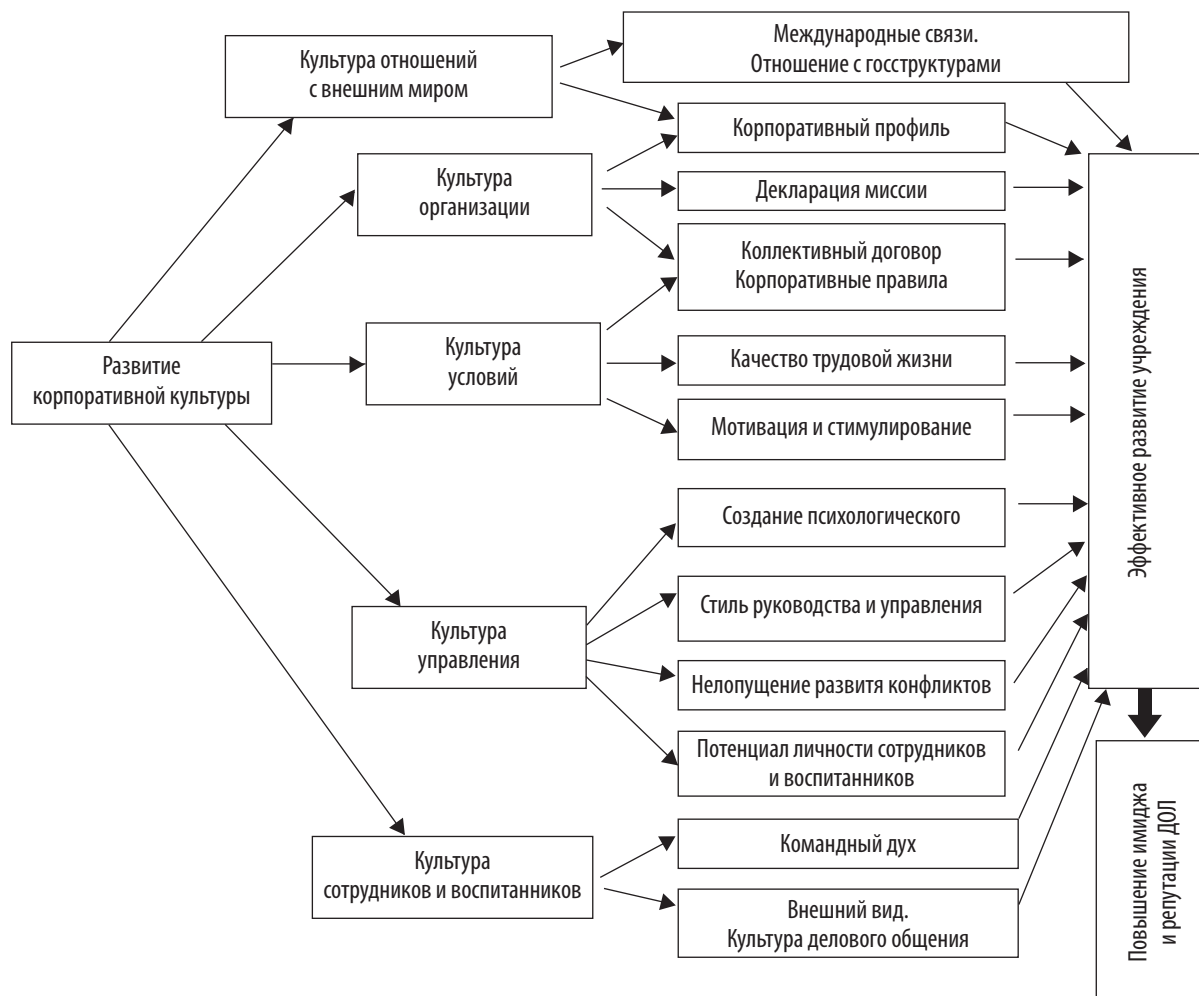 Международные связи.
Отношение с госструктурами
Культура отношений
с внешним миром
Корпоративный профиль
Культура
организации
Декларация миссии
Коллективный договор
Корпоративные правила
Развитие
корпоративной культуры
Культура
условий
Качество трудовой жизни
Мотивация и стимулирование
Создание психологического
Стиль руководства и управления
Культура
управления
Нелопущение развитя конфликтов
Потенциал личности сотрудников
и воспитанников
Культура
сотрудников и воспитанников
Командный дух
Внешний вид.
Культура делового общения
Эффективное развитие учреждения
Повышение имиджа
и репутации ДОЛ